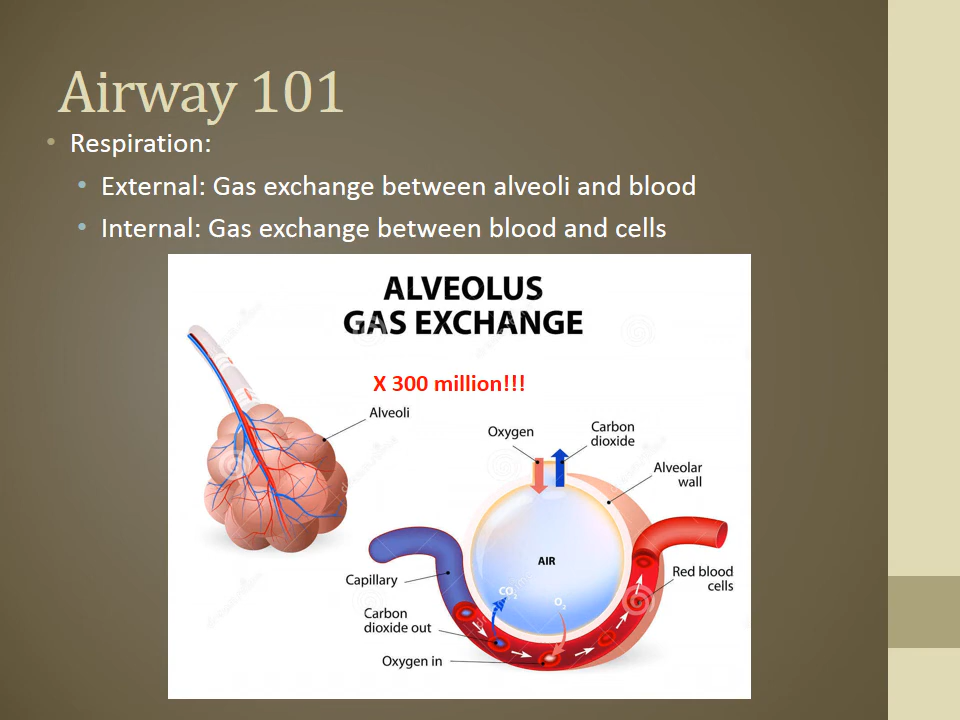 Airway 101
• Respiration:
• External: Gas exchange between alveoli and blood
• Internal: Gas exchange between blood and cells
ALVEOLUS
GAS EXCHANGE
X 300 million!!!
Alveoli
Oxygen
Carbon
dioxide
Alveolar
wall
AIR
Capillary
Red blood
cells
CO2
O2
Carbon
dioxide out
Oxygen in